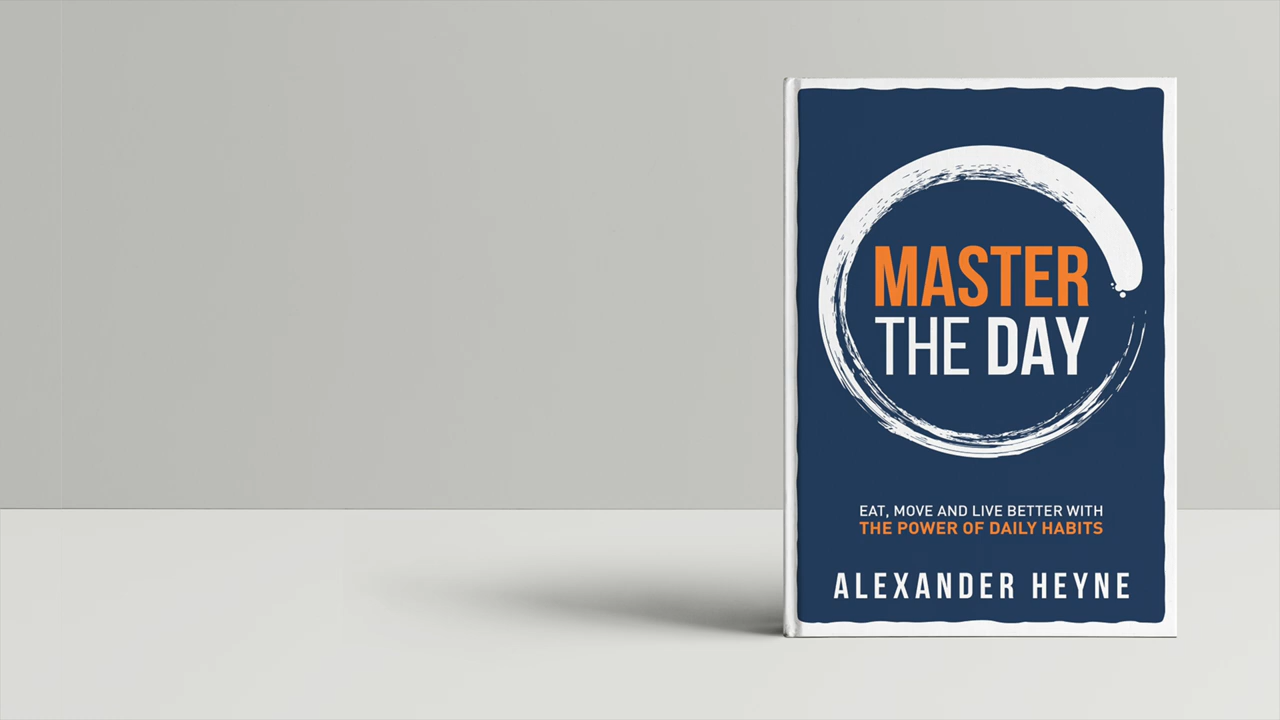 MASTER
THE DAY
EAT, MOVE AND LIVE BETTER WITH
THE POWER OF DAILY HABITS
ALEXANDER HEYNE